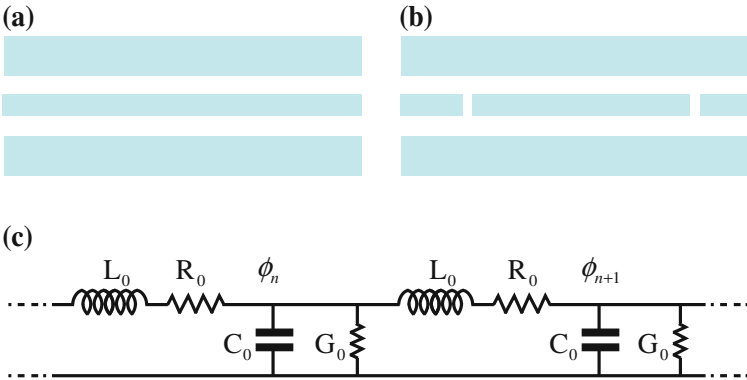 (a) (b)
(c)
L₀ R₀ ϕₙ L₀ R₀ ϕₙ₊₁
C₀ G₀ C₀ G₀